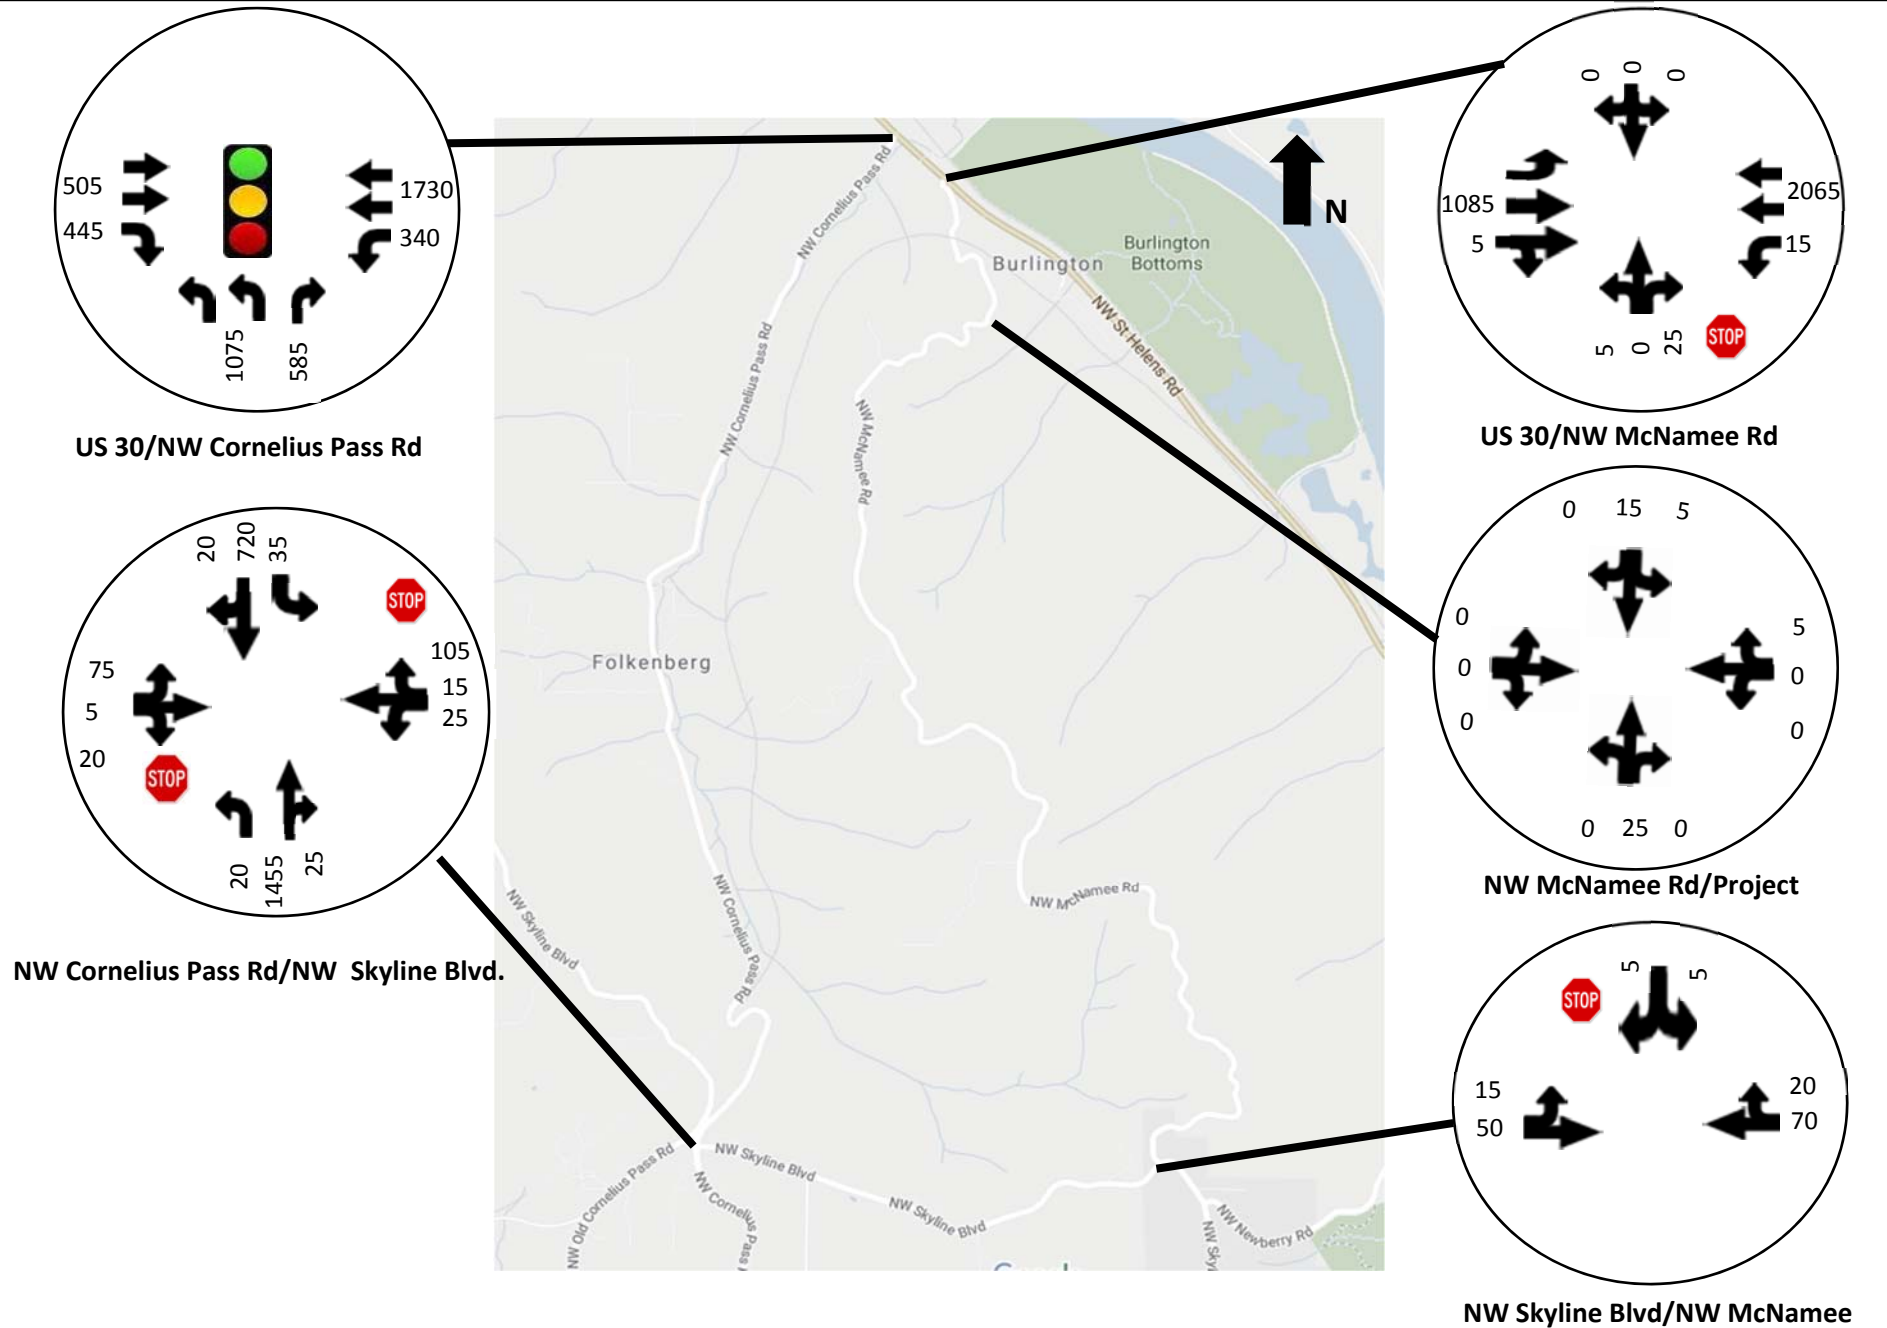 505
445
1730
340
1075
585
US 30/NW Cornelius Pass Rd
0
0
0
1085
5
2065
15
5
0
25
STOP
US 30/NW McNamee Rd
20
720
35
STOP
75
5
20
STOP
105
15
25
20
1455
25
NW Cornelius Pass Rd/NW Skyline Blvd.
0
15
5
0
0
0
5
0
0
0
25
0
NW McNamee Rd/Project
STOP
5
5
15
50
20
70
NW Skyline Blvd/NW McNamee
N
NW Cornelius Pass Rd
Burlington
Burlington
Bottoms
NW St Helens Rd
NW Cornelius Pass Rd
NW McNamee Rd
Folkenberg
NW McNamee Rd
NW Skyline Blvd
NW Cornelius Pass Rd
NW Old Cornelius Pass Rd
NW Skyline Blvd
NW Cornelius Pass
NW Skyline Blvd
NW Newberry Rd
NW Sky